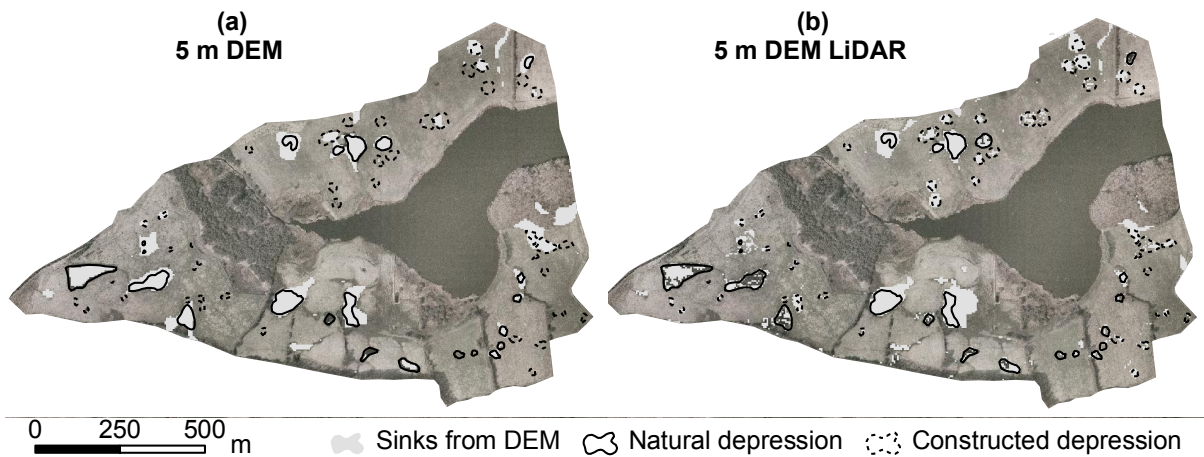 (a)
5 m DEM
(b)
5 m DEM LiDAR
0 250 500 m
Sinks from DEM
Natural depression
Constructed depression